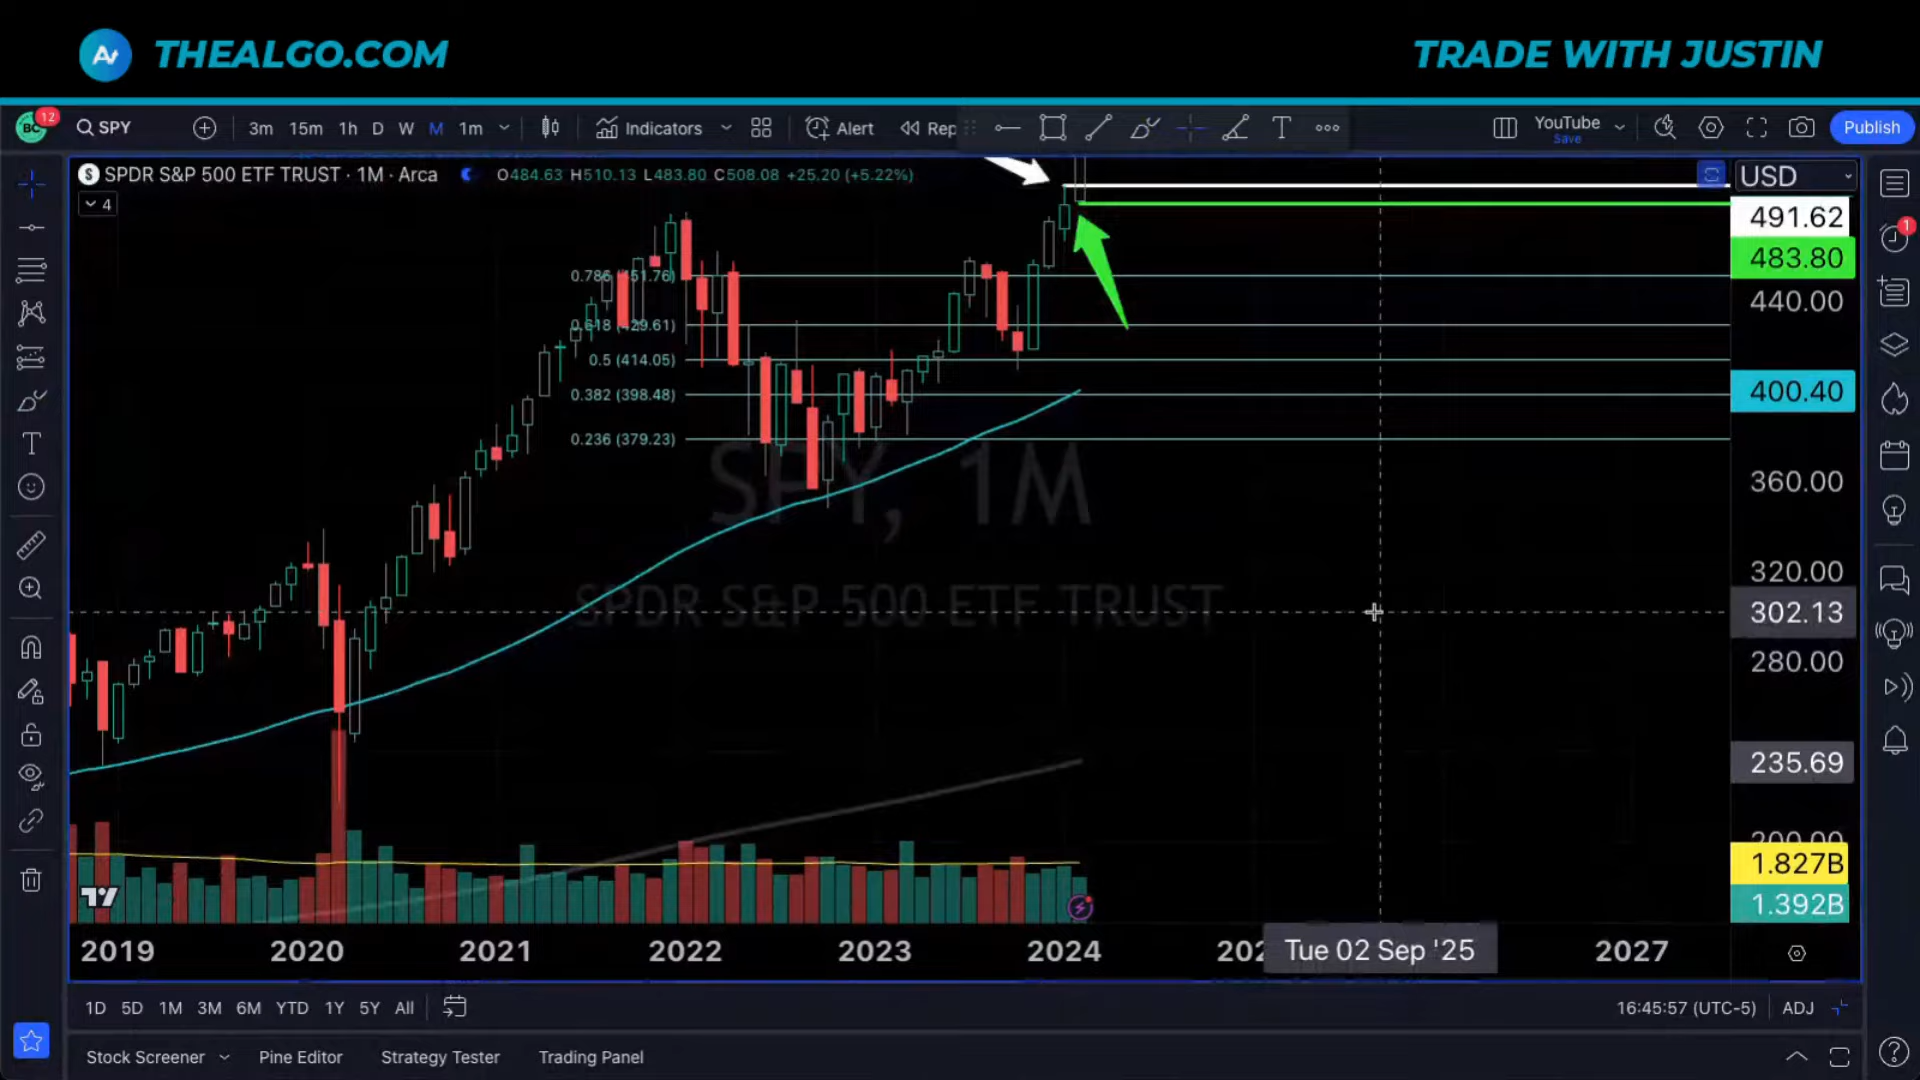 THEALGO.COM
TRADE WITH JUSTIN
12
SPY
3m 15m 1h D W M 1m
Indicators
Alert
Rep
YouTube
Save
Publish
SPDR S&P 500 ETF TRUST · 1M · Arca
O484.63 H510.13 L483.80 C508.08 +25.20 (+5.22%)
USD
4
491.62
483.80
440.00
400.40
360.00
320.00
302.13
280.00
235.69
200.00
1.827B
1.392B
0.786 (451.76)
0.618 (429.61)
0.5 (414.05)
0.382 (398.48)
0.236 (379.23)
SPY, 1M
SPDR S&P 500 ETF TRUST
2019 2020 2021 2022 2023 2024 Tue 02 Sep '25 2027
1D 5D 1M 3M 6M YTD 1Y 5Y All
16:45:57 (UTC-5) ADJ
Stock Screener Pine Editor Strategy Tester Trading Panel